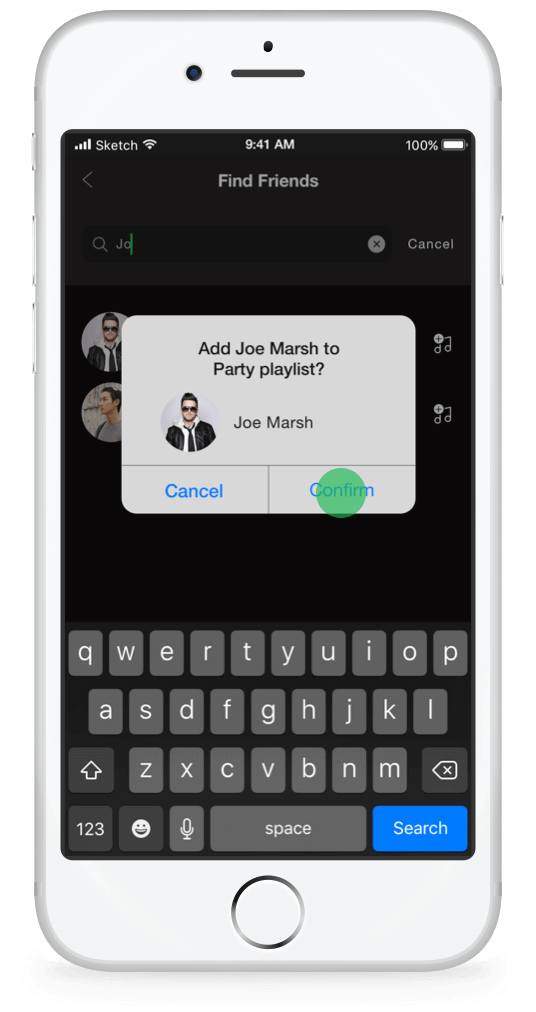 Sketch 9:41 AM 100%
Find Friends
Jo Cancel
Add Joe Marsh to
Party playlist?
Joe Marsh
Cancel Confirm
q w e r t y u i o p
a s d f g h j k l
z x c v b n m
123 space Search